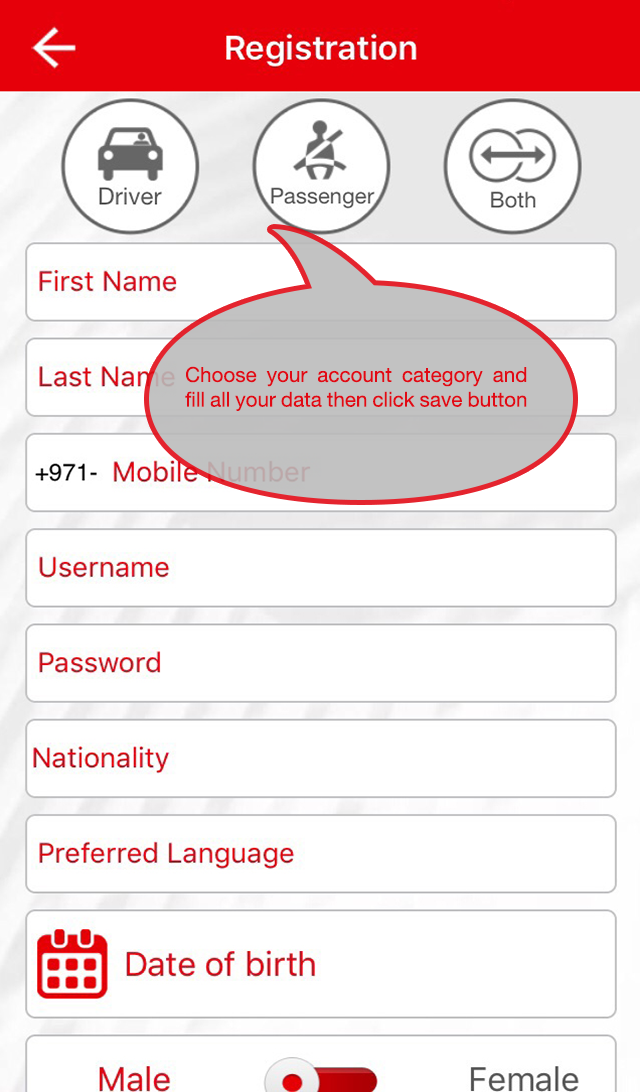 Registration
Driver Passenger Both
First Name
Last Name
Choose your account category and
fill all your data then click save button
+971- Mobile Number
Username
Password
Nationality
Preferred Language
Date of birth
Male Female